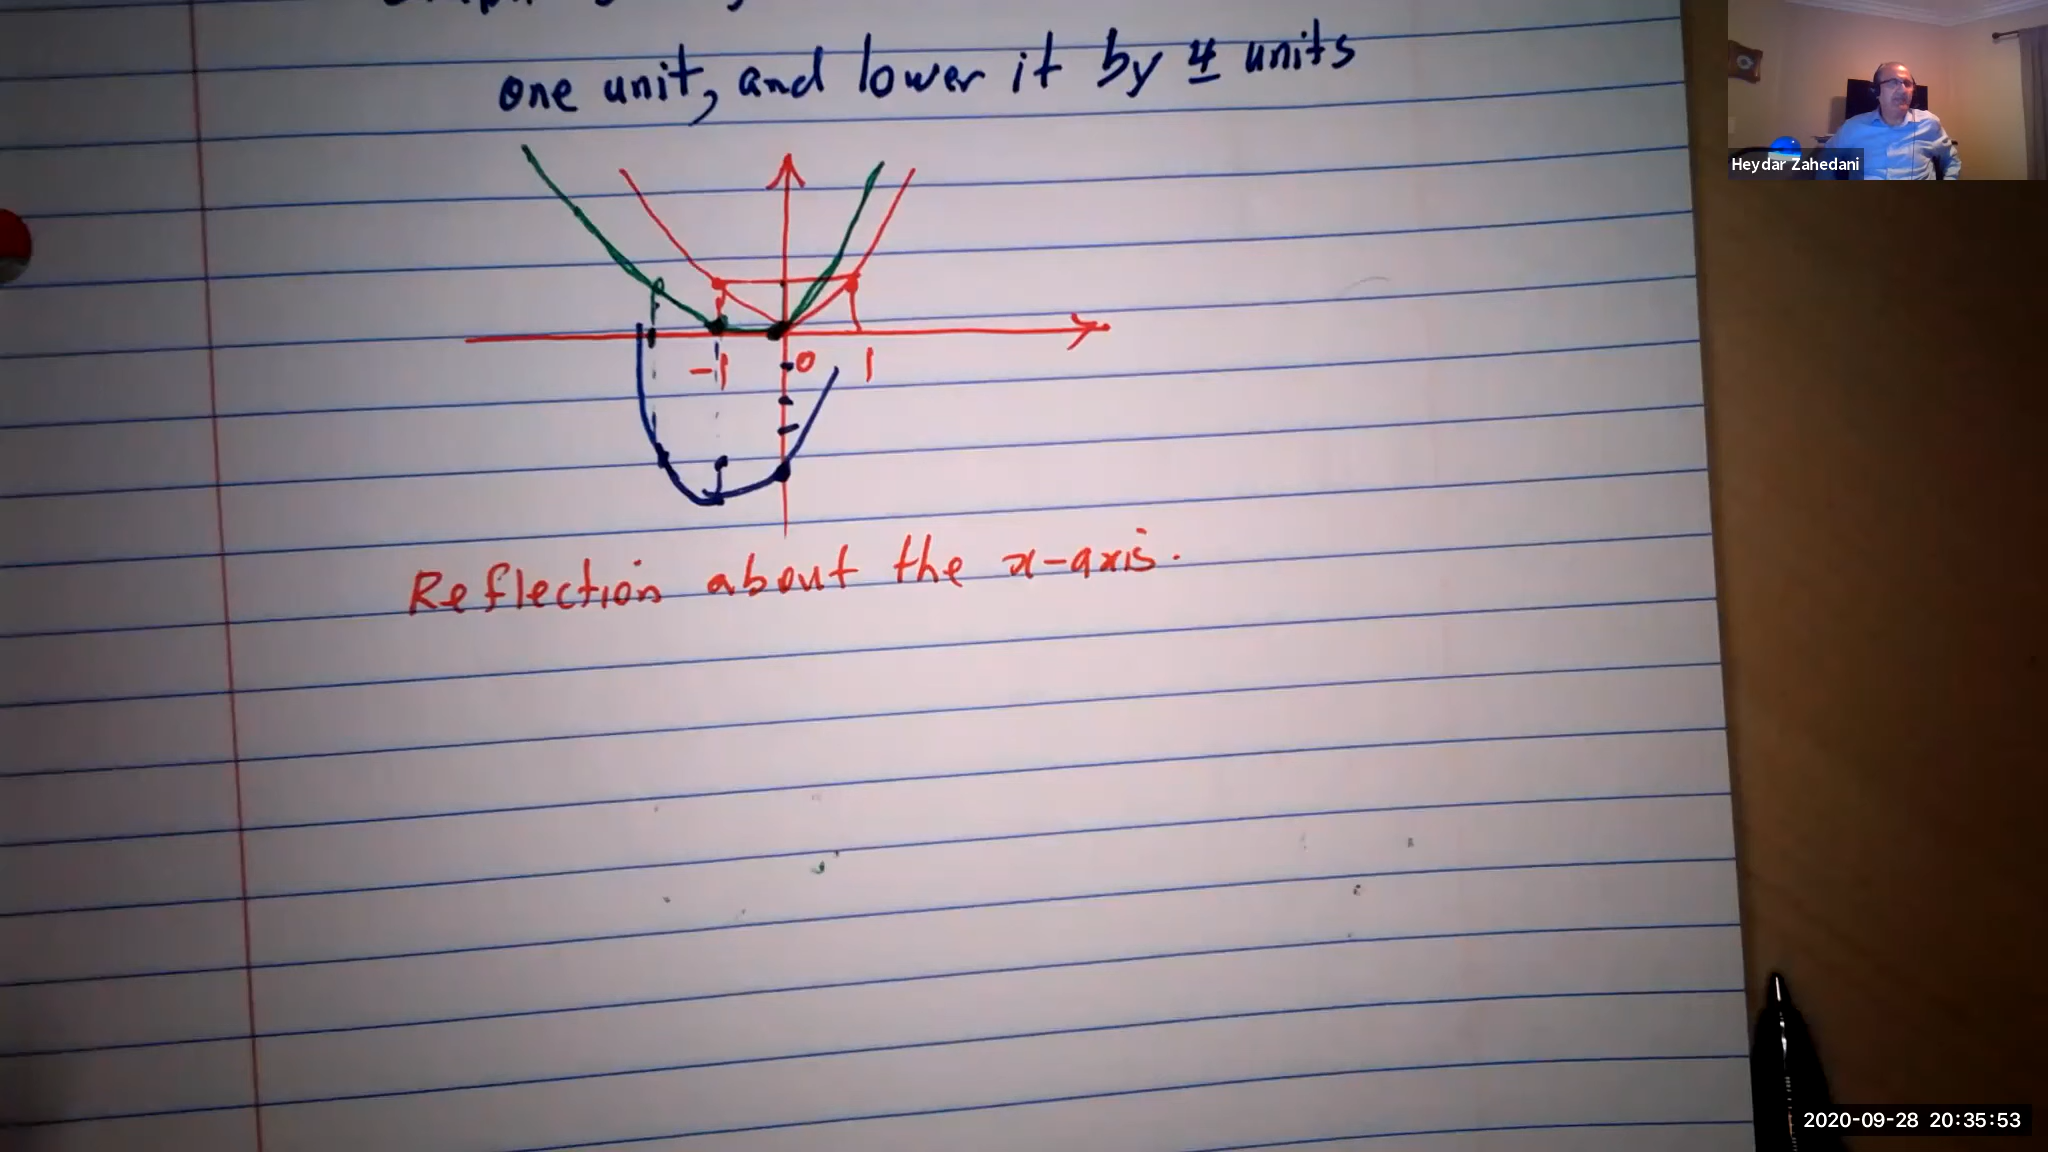 one unit, and lower it by 4 units
-1 0 1
Reflection about the x-axis.
Heydar Zahedani
2020-09-28 20:35:53